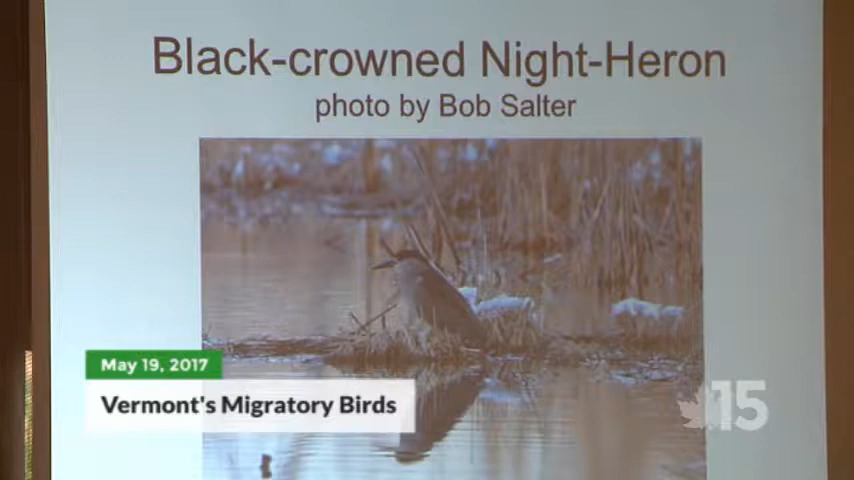 Black-crowned Night-Heron
photo by Bob Salter
May 19, 2017
Vermont's Migratory Birds
15